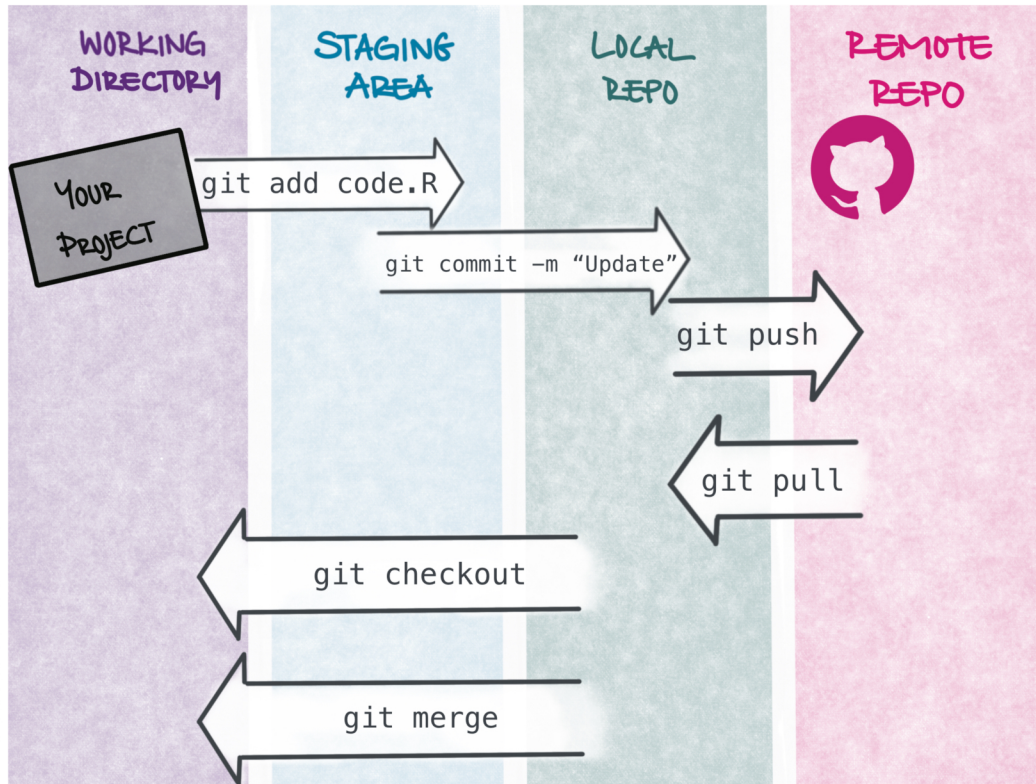 WORKING
DIRECTORY
STAGING
AREA
LOCAL
REPO
REMOTE
REPO
YOUR
PROJECT
git add code.R
git commit -m “Update”
git push
git pull
git checkout
git merge